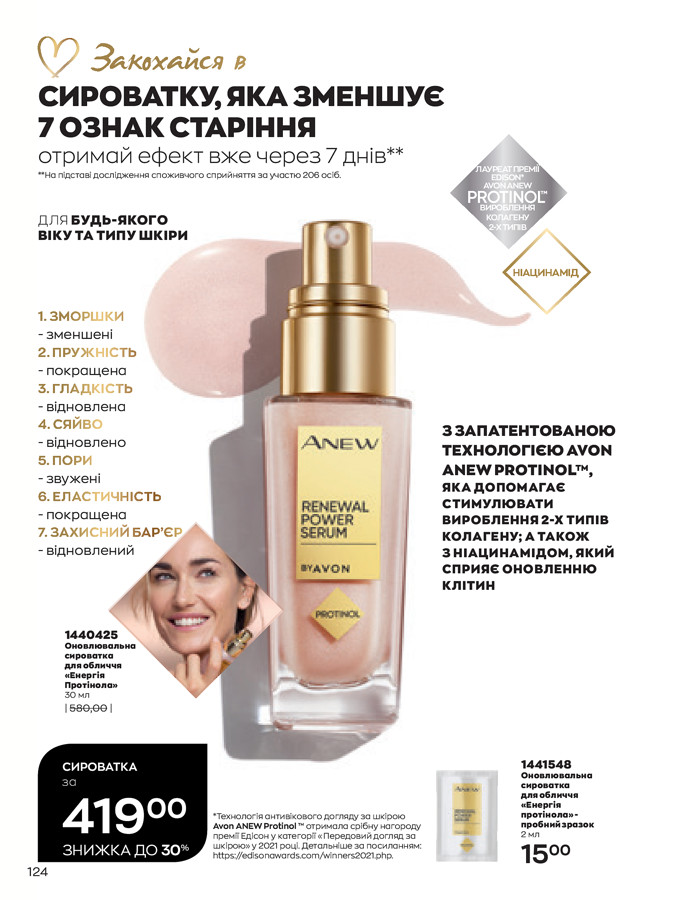 Закохайся в
СИРОВАТКУ, ЯКА ЗМЕНШУЄ
7 ОЗНАК СТАРІННЯ
отримай ефект вже через 7 днів**
**На підставі дослідження споживчого сприйняття за участю 206 осіб.
ЛАУРЕАТ ПРЕМІЇ
EDISON*
AVON ANEW
PROTINOL™
ВИРОБЛЕННЯ
КОЛАГЕНУ
2-Х ТИПІВ
НІАЦИНАМІД
ДЛЯ БУДЬ-ЯКОГО
ВІКУ ТА ТИПУ ШКІРИ
1. ЗМОРШКИ
- зменшені
2. ПРУЖНІСТЬ
- покращена
3. ГЛАДКІСТЬ
- відновлена
4. СЯЙВО
- відновлено
5. ПОРИ
- звужені
6. ЕЛАСТИЧНІСТЬ
- покращена
7. ЗАХИСНИЙ БАР’ЄР
- відновлений
ANEW
RENEWAL
POWER
SERUM
BY AVON
PROTINOL
З ЗАПАТЕНТОВАНОЮ
ТЕХНОЛОГІЄЮ AVON
ANEW PROTINOL™,
ЯКА ДОПОМАГАЄ
СТИМУЛЮВАТИ
ВИРОБЛЕННЯ 2-Х ТИПІВ
КОЛАГЕНУ; А ТАКОЖ
З НІАЦИНАМІДОМ, ЯКИЙ
СПРИЯЄ ОНОВЛЕННЮ
КЛІТИН
1440425
Оновлювальна
сироватка
для обличчя
«Енергія
Протінола»
30 мл
| 580,00 |
СИРОВАТКА
за
419⁰⁰
ЗНИЖКА ДО 30%
*Технологія антивікового догляду за шкірою
Avon ANEW Protinol ™ отримала срібну нагороду
премії Едісон у категорії «Передовий догляд за
шкірою» у 2021 році. Детальніше за посиланням:
https://edisonawards.com/winners2021.php.
ANEW
RENEWAL
POWER
SERUM
1441548
Оновлювальна
сироватка
для обличчя
«Енергія
протінола» -
пробний зразок
2 мл
15⁰⁰
124